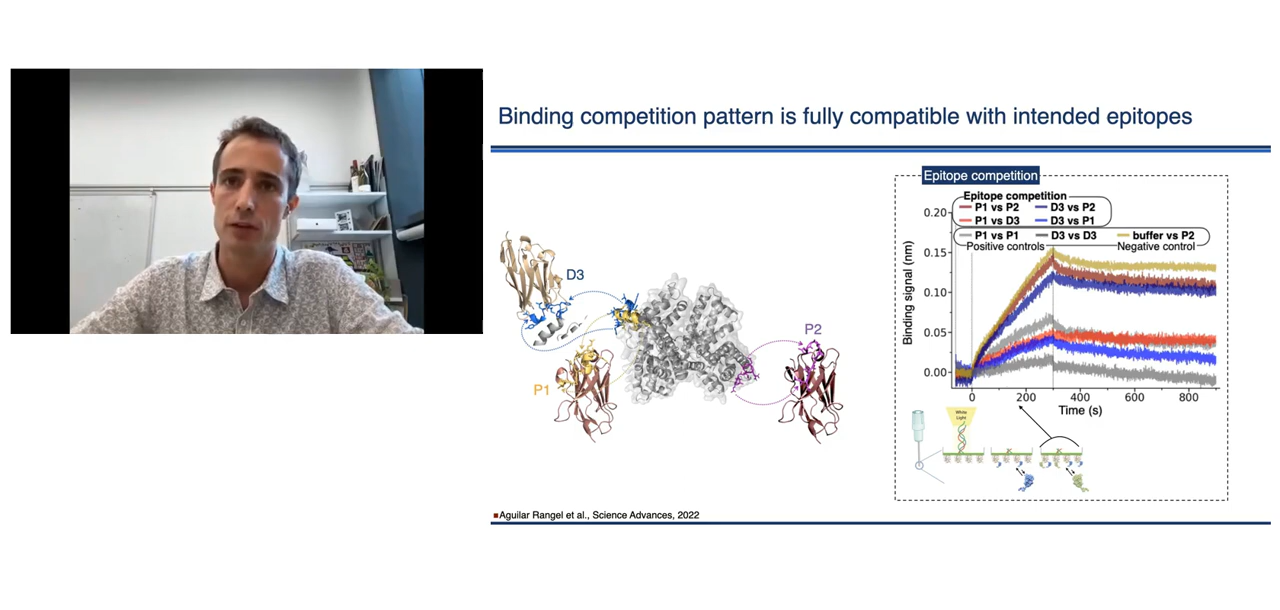 Binding competition pattern is fully compatible with intended epitopes
D3
P1
P2
Epitope competition
Epitope competition
P1 vs P2 D3 vs P2
P1 vs D3 D3 vs P1
P1 vs P1 D3 vs D3 buffer vs P2
Positive controls Negative control
Binding signal (nm)
0.20
0.15
0.10
0.05
0.00
0 200 400 600 800
Time (s)
White
Light
Aguilar Rangel et al., Science Advances, 2022